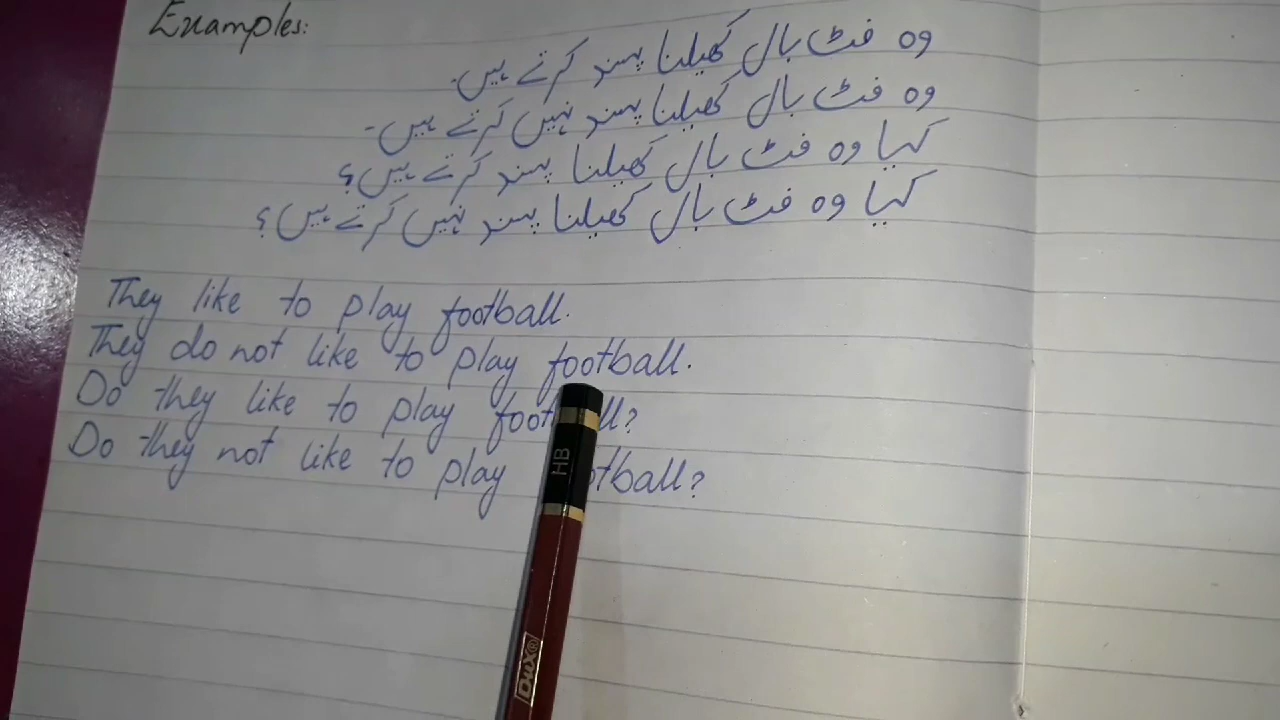 Examples:
وہ فٹ بال کھیلنا پسند کرتے ہیں۔
وہ فٹ بال کھیلنا پسند نہیں کرتے ہیں۔
کیا وہ فٹ بال کھیلنا پسند کرتے ہیں؟
کیا وہ فٹ بال کھیلنا پسند نہیں کرتے ہیں؟
They like to play football.
They do not like to play football.
Do they like to play football?
Do they not like to play football?
HB
Dux